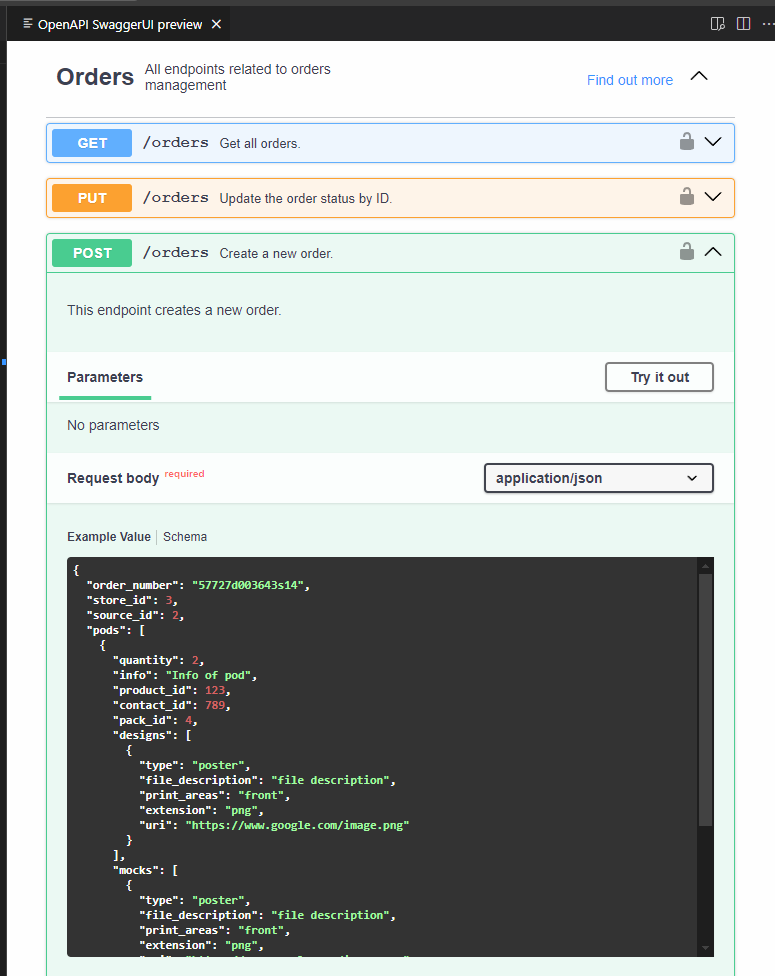 OpenAPI SwaggerUI preview
Orders
All endpoints related to orders
management
Find out more
GET /orders Get all orders.
PUT /orders Update the order status by ID.
POST /orders Create a new order.
This endpoint creates a new order.
Parameters
Try it out
No parameters
Request body required
application/json
Example Value Schema
{
"order_number": "57727d003643s14",
"store_id": 3,
"source_id": 2,
"pods": [
{
"quantity": 2,
"info": "Info of pod",
"product_id": 123,
"contact_id": 789,
"pack_id": 4,
"designs": [
{
"type": "poster",
"file_description": "file description",
"print_areas": "front",
"extension": "png",
"uri": "https://www.google.com/image.png"
}
],
"mocks": [
{
"type": "poster",
"file_description": "file description",
"print_areas": "front",
"extension": "png",